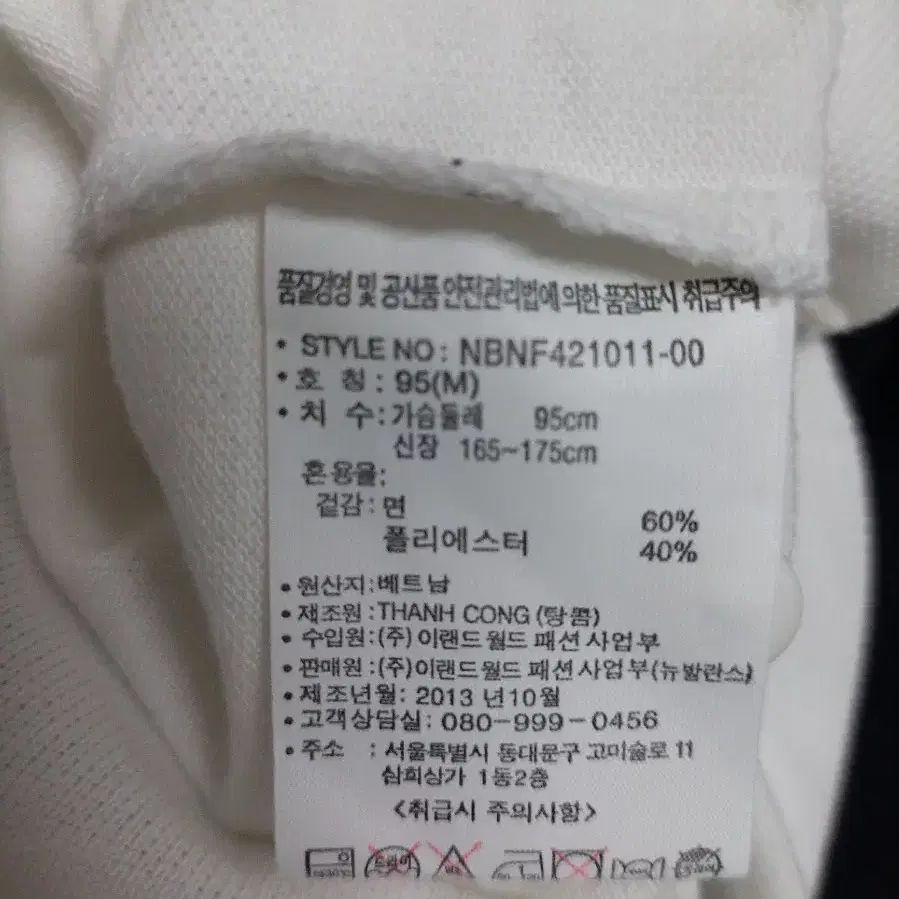 품질경영 및 공산품 안전관리법에 의한 품질표시 취급주의
• STYLE NO : NBNF421011-00
• 호 칭 : 95(M)
• 치 수 : 가슴둘레 95cm
신장 165~175cm
혼용율:
겉감 : 면 60%
폴리에스터 40%
• 원산지 : 베트남
• 제조원 : THANH CONG (탕콤)
• 수입원 : (주) 이랜드월드 패션 사업부
• 판매원 : (주)이랜드월드 패션 사업부(뉴발란스)
• 제조년월: 2013 년10월
• 고객상담실: 080-999-0456
• 주소 : 서울특별시 동대문구 고미술로 11
삼희상가 1동2층
<취급시 주의사항>